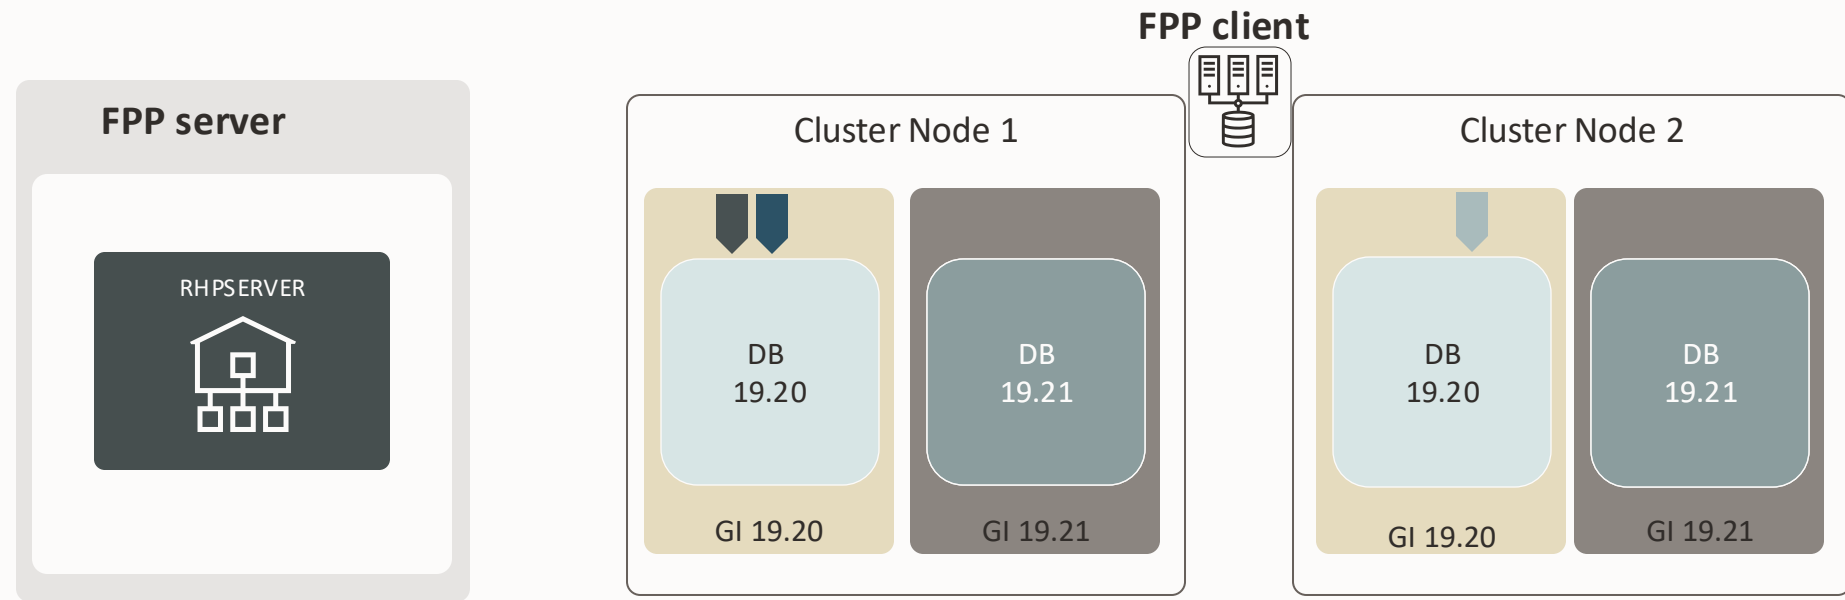 FPP client
FPP server
Cluster Node 1
Cluster Node 2
RHPSERVER
DB
19.20
DB
19.21
DB
19.20
DB
19.21
GI 19.20
GI 19.21
GI 19.20
GI 19.21